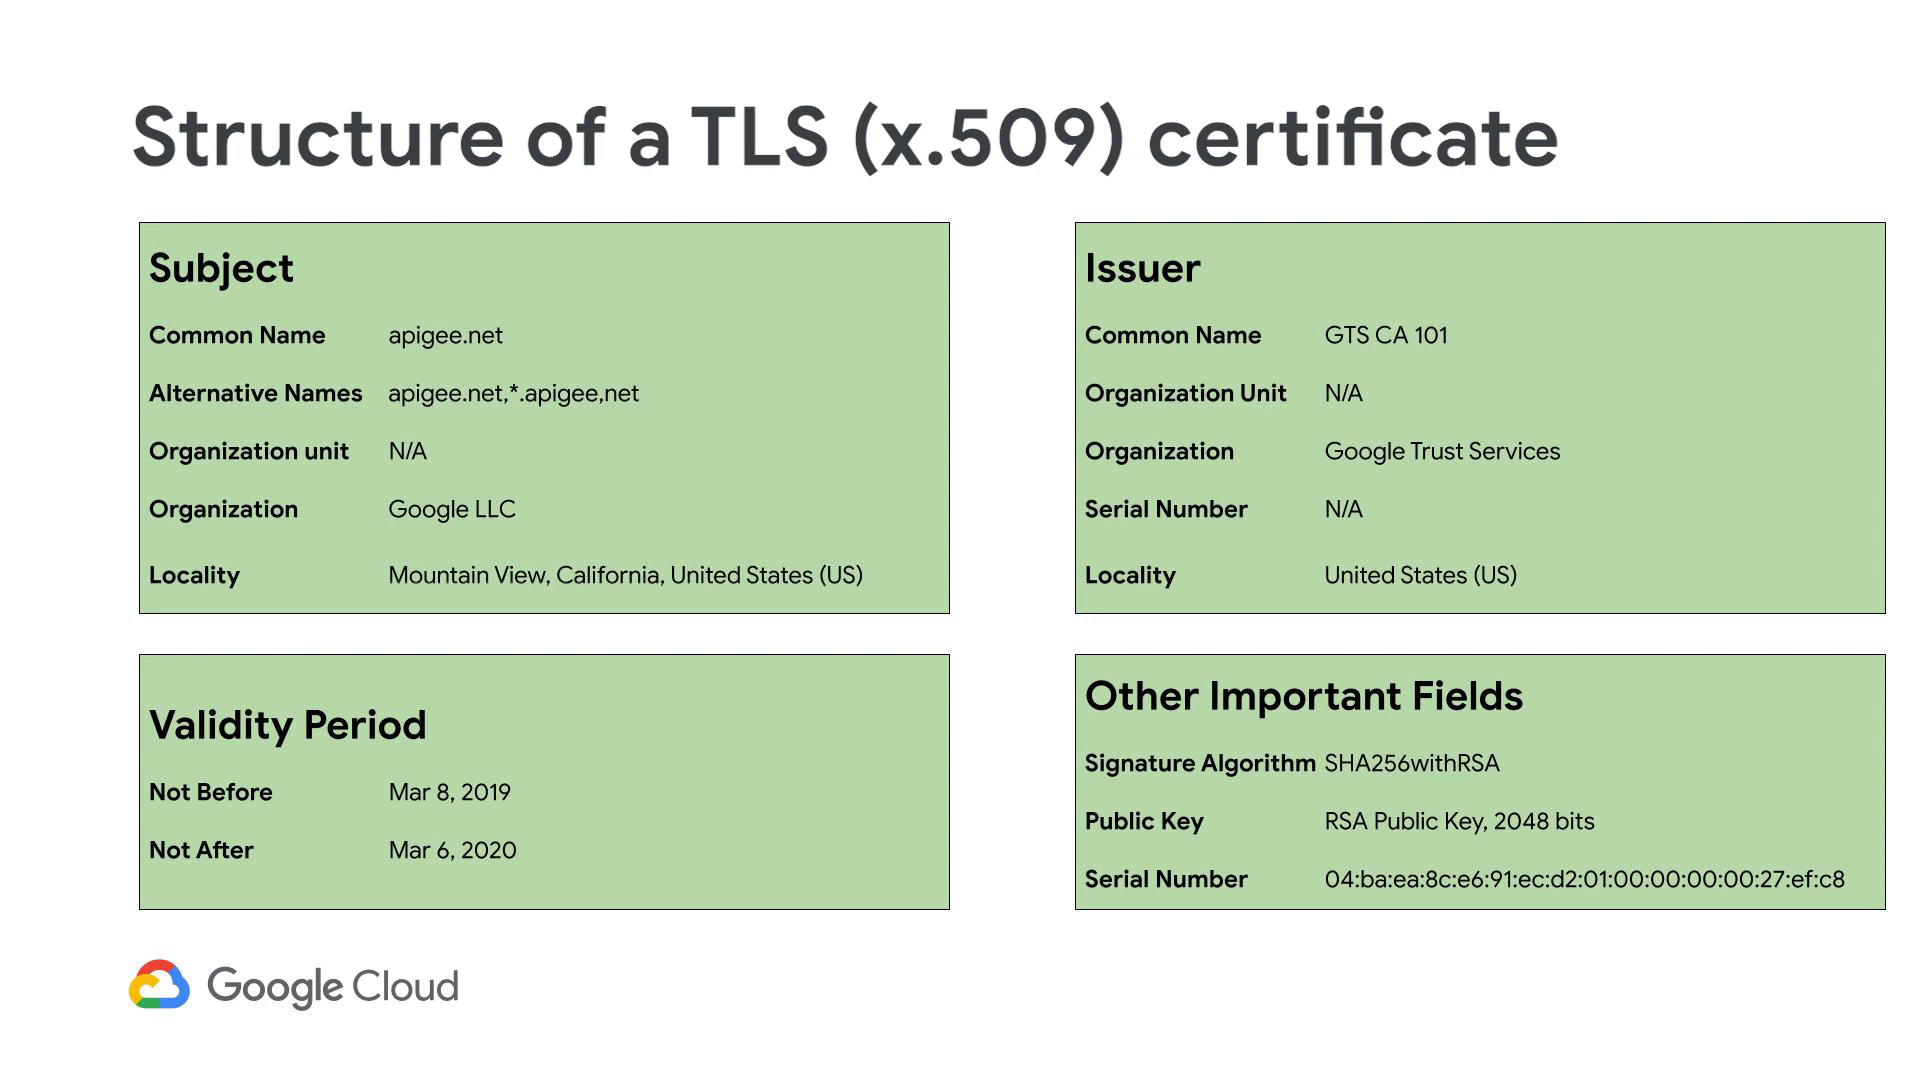 Structure of a TLS (x.509) certificate
Subject
Common Name apigee.net
Alternative Names apigee.net,*.apigee,net
Organization unit N/A
Organization Google LLC
Locality Mountain View, California, United States (US)
Issuer
Common Name GTS CA 101
Organization Unit N/A
Organization Google Trust Services
Serial Number N/A
Locality United States (US)
Validity Period
Not Before Mar 8, 2019
Not After Mar 6, 2020
Other Important Fields
Signature Algorithm SHA256withRSA
Public Key RSA Public Key, 2048 bits
Serial Number 04:ba:ea:8c:e6:91:ec:d2:01:00:00:00:00:27:ef:c8
Google Cloud